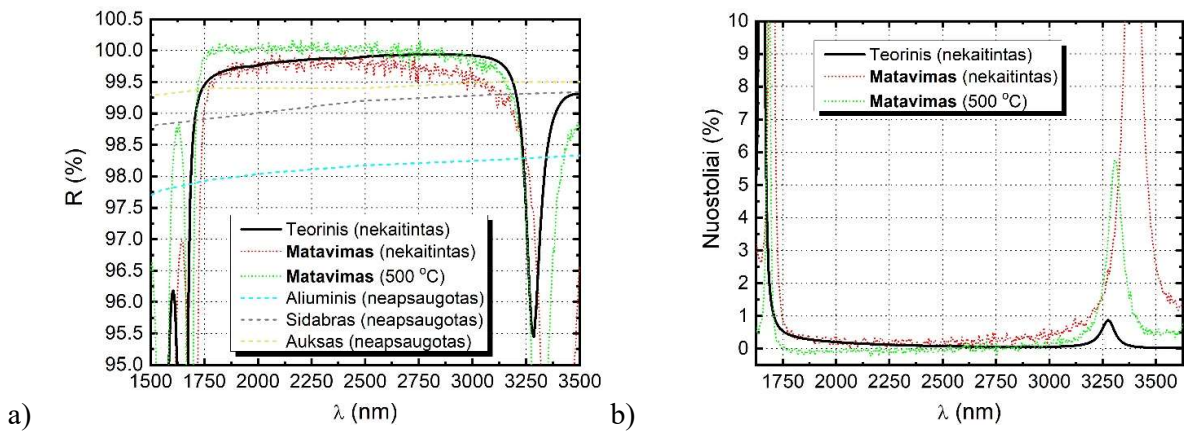 100.5
100.0
99.5
99.0
98.5
98.0
97.5
97.0
96.5
96.0
95.5
95.0
R (%)
Teorinis (nekaitintas)
Matavimas (nekaitintas)
Matavimas (500 °C)
Aliuminis (neapsaugotas)
Sidabras (neapsaugotas)
Auksas (neapsaugotas)
1500 1750 2000 2250 2500 2750 3000 3250 3500
λ (nm)
a)
10
9
8
7
6
5
4
3
2
1
0
Nuostoliai (%)
Teorinis (nekaitintas)
Matavimas (nekaitintas)
Matavimas (500 °C)
1750 2000 2250 2500 2750 3000 3250 3500
λ (nm)
b)